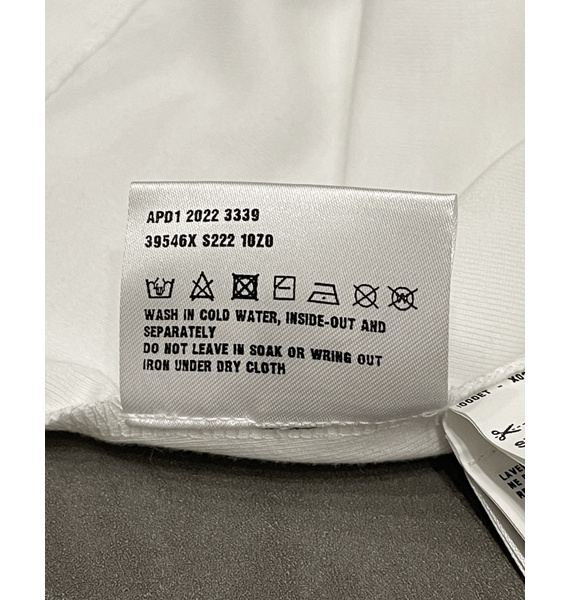 APD1 2022 3339
39546X S222 10Z0
WASH IN COLD WATER, INSIDE-OUT AND
SEPARATELY
DO NOT LEAVE IN SOAK OR WRING OUT
IRON UNDER DRY CLOTH